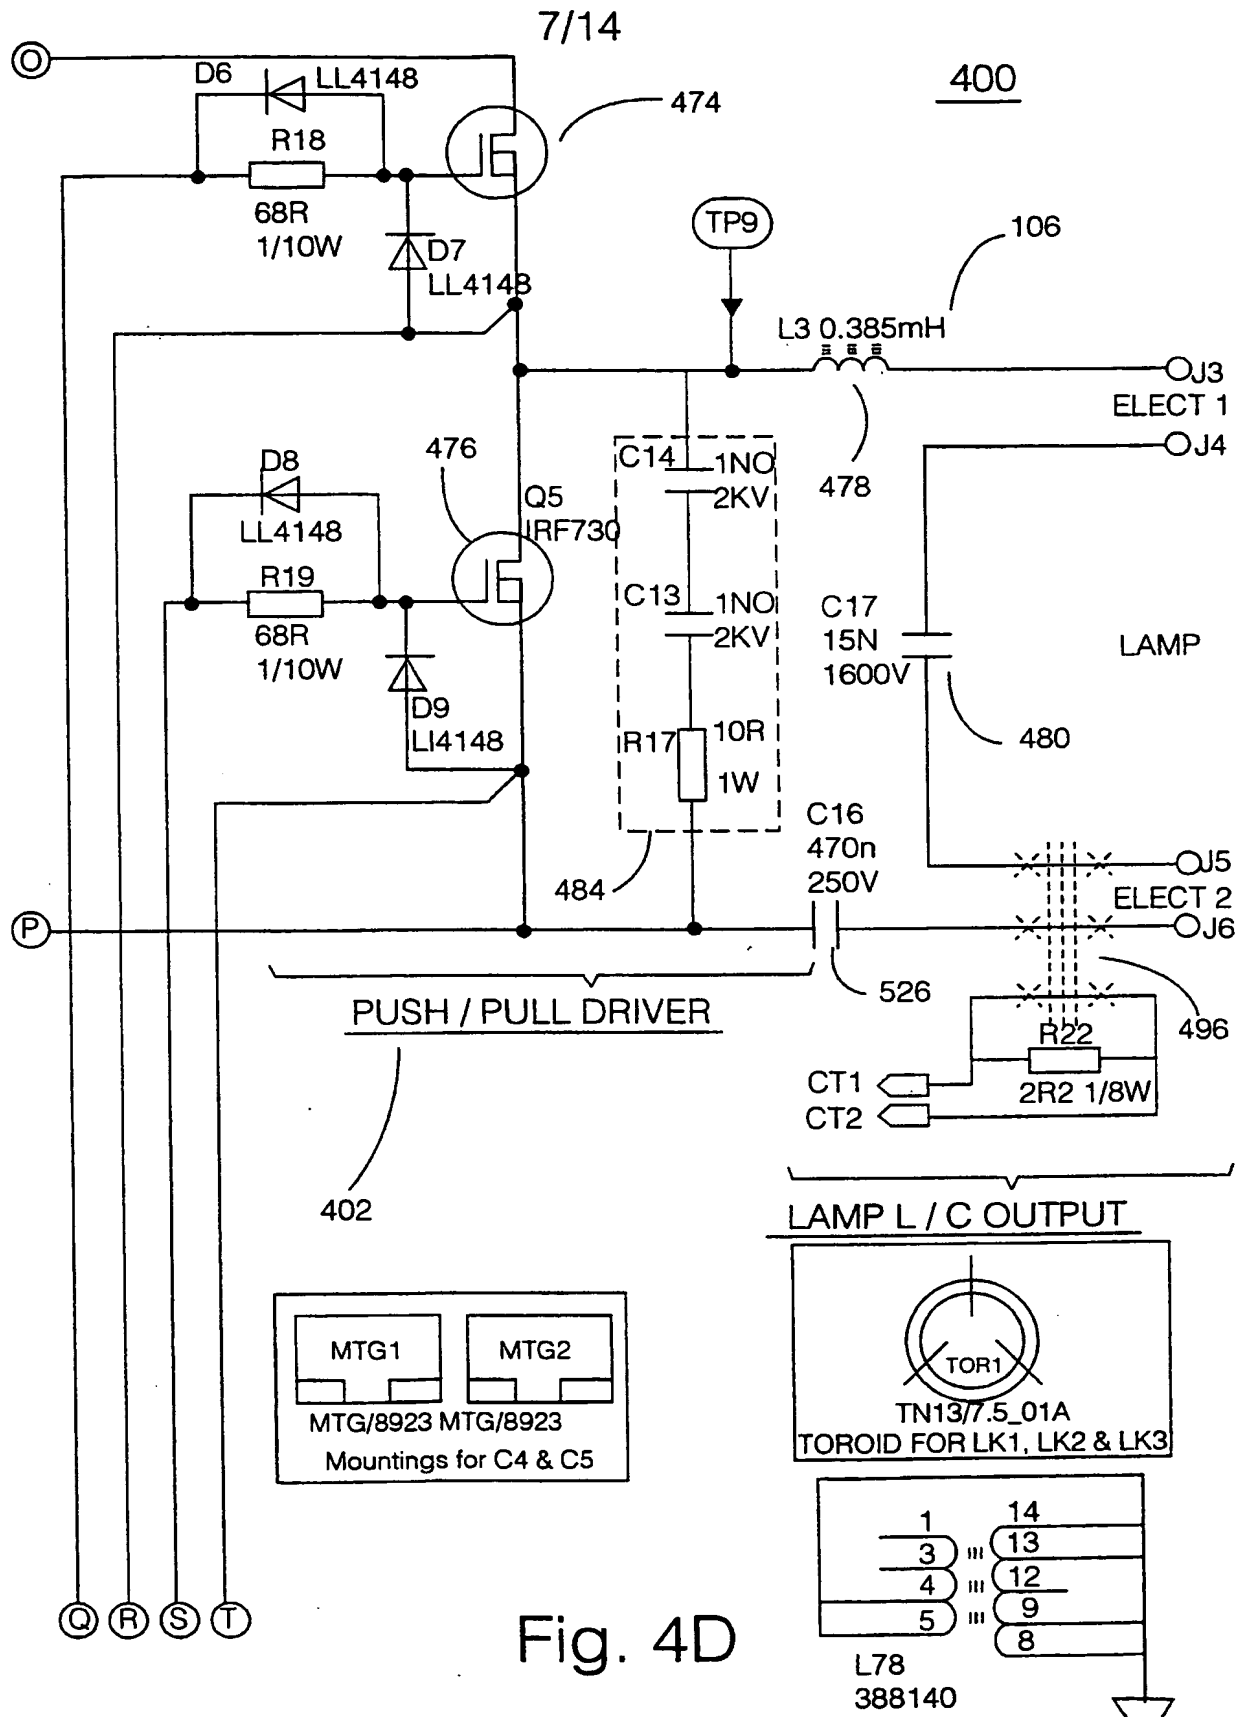 7/14
400
O
D6
LL4148
474
R18
68R
1/10W
D7
LL4148
TP9
106
L3 0.385mH
J3
ELECT 1
J4
478
D8
LL4148
476
Q5
IRF730
C14
1NO
2KV
R19
68R
1/10W
C13
1NO
2KV
C17
15N
1600V
LAMP
480
D9
LI4148
R17
10R
1W
C16
470n
250V
484
J5
ELECT 2
J6
P
526
496
PUSH / PULL DRIVER
R22
2R2 1/8W
CT1
CT2
402
LAMP L / C OUTPUT
TOR1
TN13/7.5_01A
TOROID FOR LK1, LK2 & LK3
MTG1
MTG2
MTG/8923 MTG/8923
Mountings for C4 & C5
1
3
4
5
14
13
12
9
8
L78
388140
Q
R
S
T
Fig. 4D